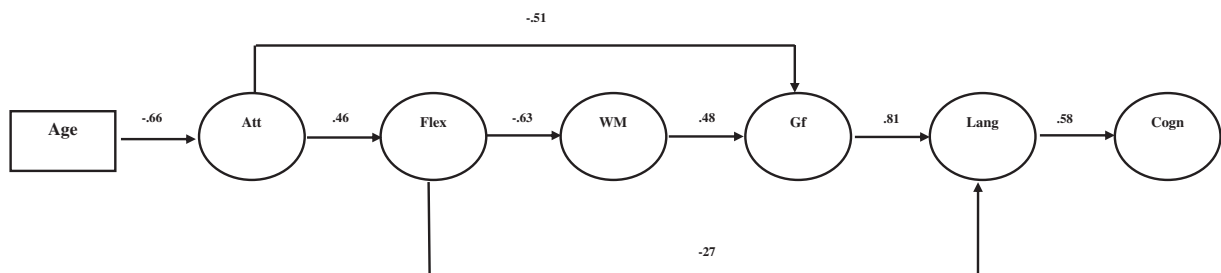 -.51
Age
-.66
Att
.46
Flex
-.63
WM
.48
Gf
.81
Lang
.58
Cogn
-27